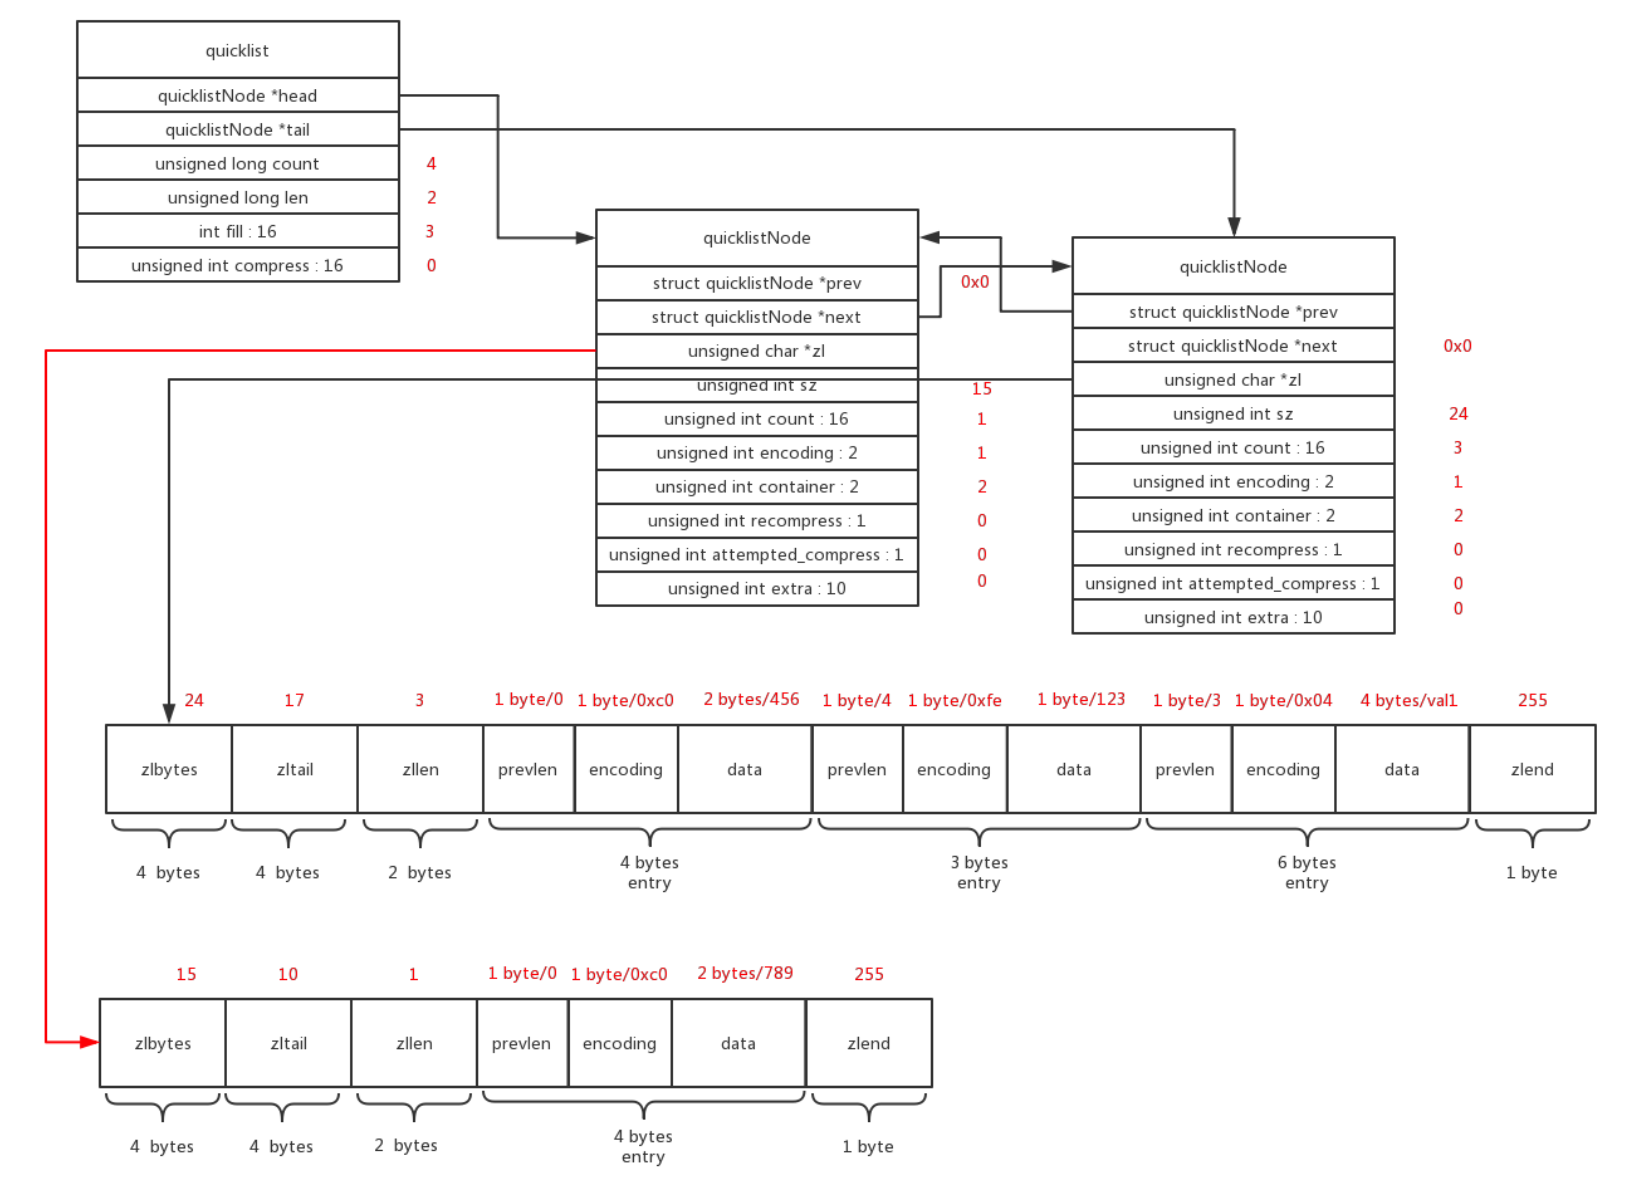 quicklist
quicklistNode *head
quicklistNode *tail
unsigned long count 4
unsigned long len 2
int fill : 16 3
unsigned int compress : 16 0
quicklistNode
struct quicklistNode *prev 0x0
struct quicklistNode *next
unsigned char *zl
unsigned int sz 15
unsigned int count : 16 1
unsigned int encoding : 2 1
unsigned int container : 2 2
unsigned int recompress : 1 0
unsigned int attempted_compress : 1 0
unsigned int extra : 10 0
quicklistNode
struct quicklistNode *prev
struct quicklistNode *next 0x0
unsigned char *zl
unsigned int sz 24
unsigned int count : 16 3
unsigned int encoding : 2 1
unsigned int container : 2 2
unsigned int recompress : 1 0
unsigned int attempted_compress : 1 0
unsigned int extra : 10 0
24 17 3 1 byte/0 1 byte/0xc0 2 bytes/456 1 byte/4 1 byte/0xfe 1 byte/123 1 byte/3 1 byte/0x04 4 bytes/val1 255
zlbytes zltail zllen prevlen encoding data prevlen encoding data prevlen encoding data zlend
4 bytes 4 bytes 2 bytes 4 bytes entry 3 bytes entry 6 bytes entry 1 byte
15 10 1 1 byte/0 1 byte/0xc0 2 bytes/789 255
zlbytes zltail zllen prevlen encoding data zlend
4 bytes 4 bytes 2 bytes 4 bytes entry 1 byte